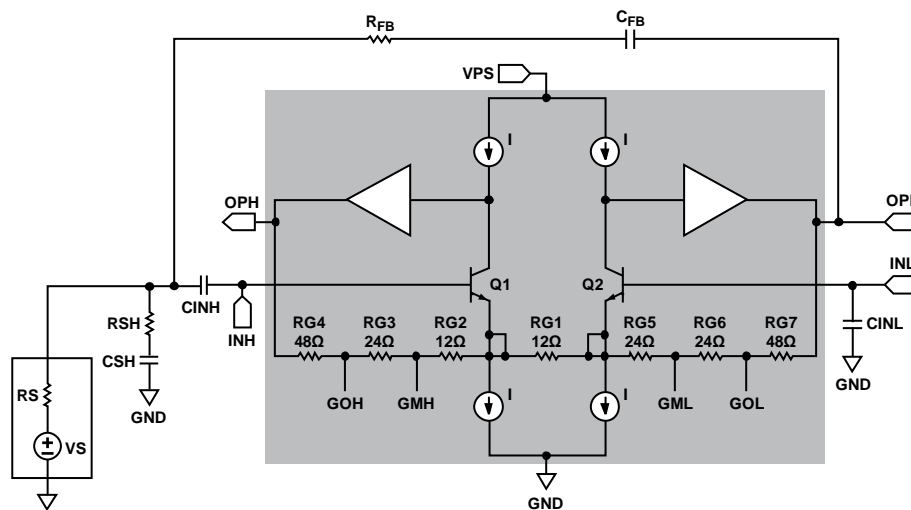 RFB
CFB
VPS
I
I
OPH
OPL
Q1
Q2
INL
CINH
INH
RSH
CSH
GND
CINL
GND
RG4
48Ω
RG3
24Ω
RG2
12Ω
RG1
12Ω
RG5
24Ω
RG6
24Ω
RG7
48Ω
RS
VS
GOH
GMH
I
I
GML
GOL
GND